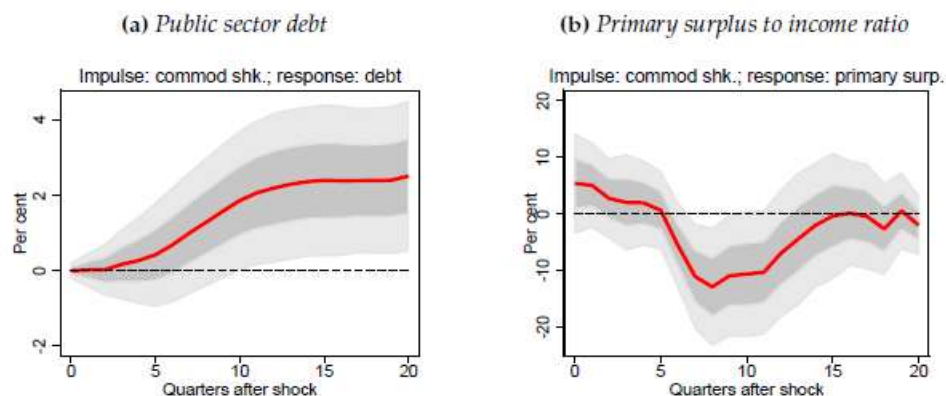 (a) Public sector debt
Impulse: commod shk.; response: debt
Per cent
4
2
0
-2
0
5
10
15
20
Quarters after shock
(b) Primary surplus to income ratio
Impulse: commod shk.; response: primary surp.
Per cent
20
10
0
-10
-20
0
5
10
15
20
Quarters after shock